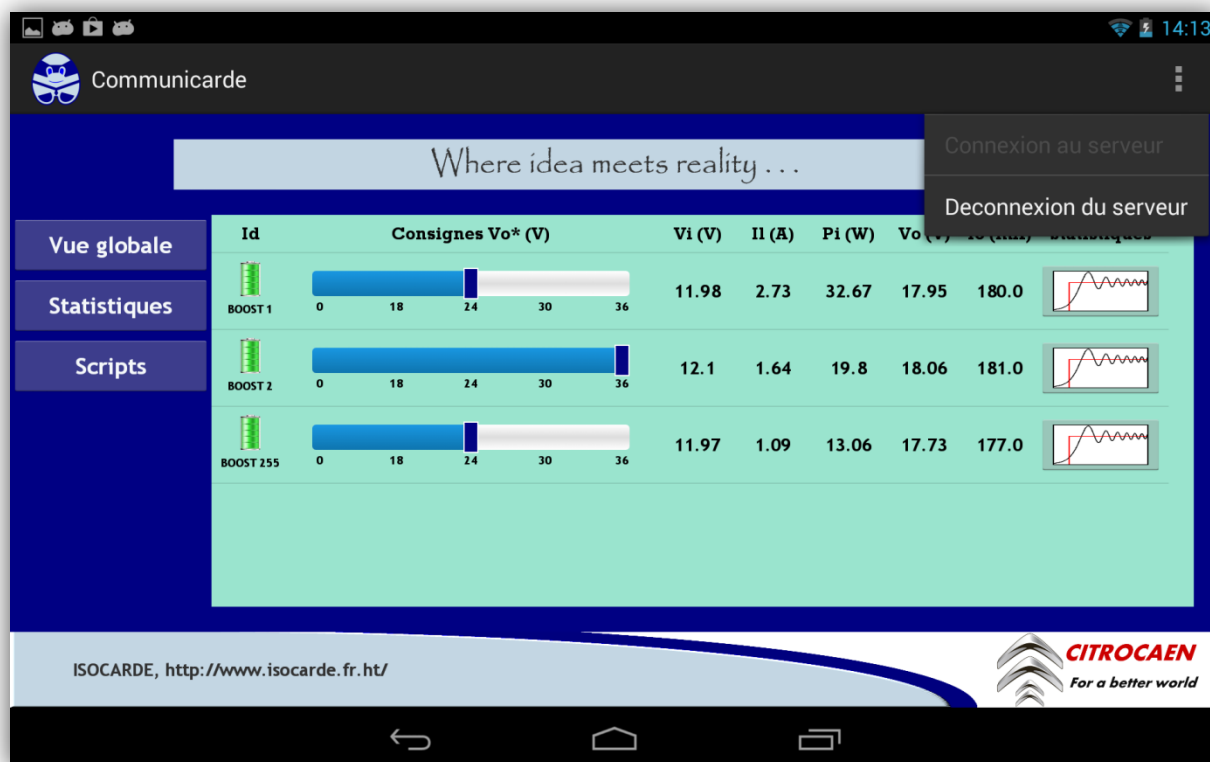 14:13
Communicarde
Connexion au serveur
Deconnexion du serveur
Where idea meets reality . . .
Vue globale
Statistiques
Scripts
Id Consignes Vo* (V) Vi (V) Il (A) Pi (W)
BOOST 1 0 18 24 30 36 11.98 2.73 32.67 17.95 180.0
BOOST 2 0 18 24 30 36 12.1 1.64 19.8 18.06 181.0
BOOST 255 0 18 24 30 36 11.97 1.09 13.06 17.73 177.0
ISOCARDE, http://www.isocarde.fr.ht/
CITROCAEN
For a better world